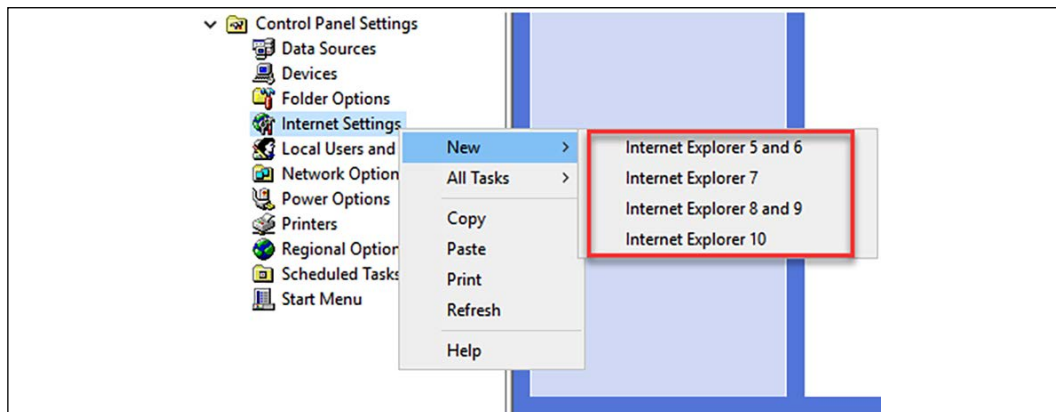 Control Panel Settings
Data Sources
Devices
Folder Options
Internet Settings
Local Users and
Network Option
Power Options
Printers
Regional Option
Scheduled Tasks
Start Menu
New
All Tasks
Copy
Paste
Print
Refresh
Help
Internet Explorer 5 and 6
Internet Explorer 7
Internet Explorer 8 and 9
Internet Explorer 10